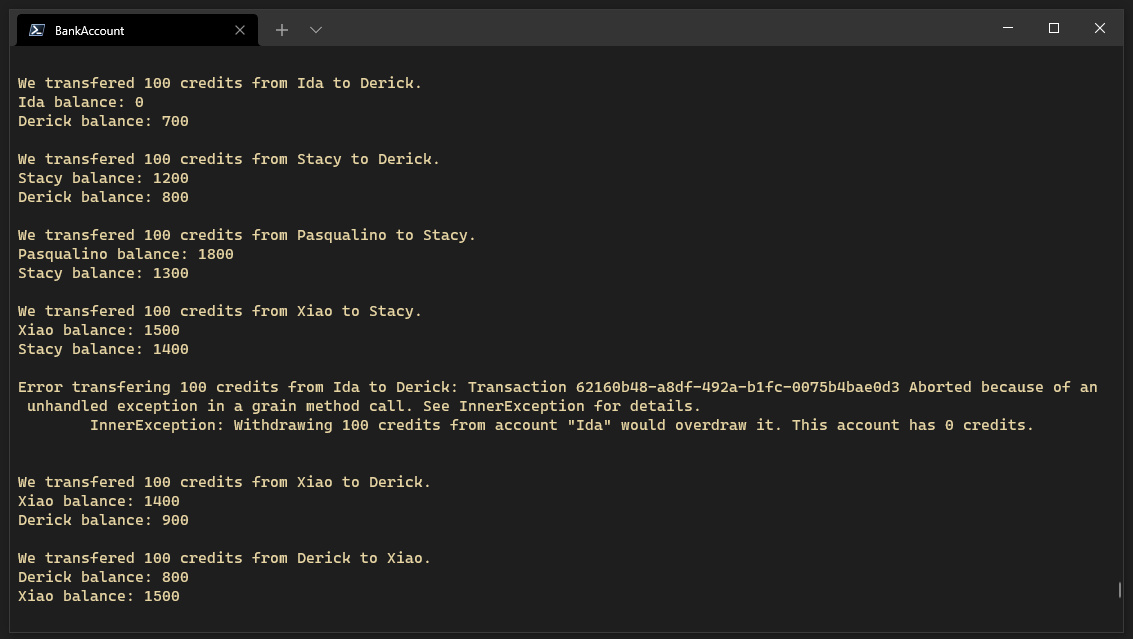 BankAccount
We transfered 100 credits from Ida to Derick.
Ida balance: 0
Derick balance: 700
We transfered 100 credits from Stacy to Derick.
Stacy balance: 1200
Derick balance: 800
We transfered 100 credits from Pasqualino to Stacy.
Pasqualino balance: 1800
Stacy balance: 1300
We transfered 100 credits from Xiao to Stacy.
Xiao balance: 1500
Stacy balance: 1400
Error transfering 100 credits from Ida to Derick: Transaction 62160b48-a8df-492a-b1fc-0075b4bae0d3 Aborted because of an
unhandled exception in a grain method call. See InnerException for details.
InnerException: Withdrawing 100 credits from account "Ida" would overdraw it. This account has 0 credits.
We transfered 100 credits from Xiao to Derick.
Xiao balance: 1400
Derick balance: 900
We transfered 100 credits from Derick to Xiao.
Derick balance: 800
Xiao balance: 1500